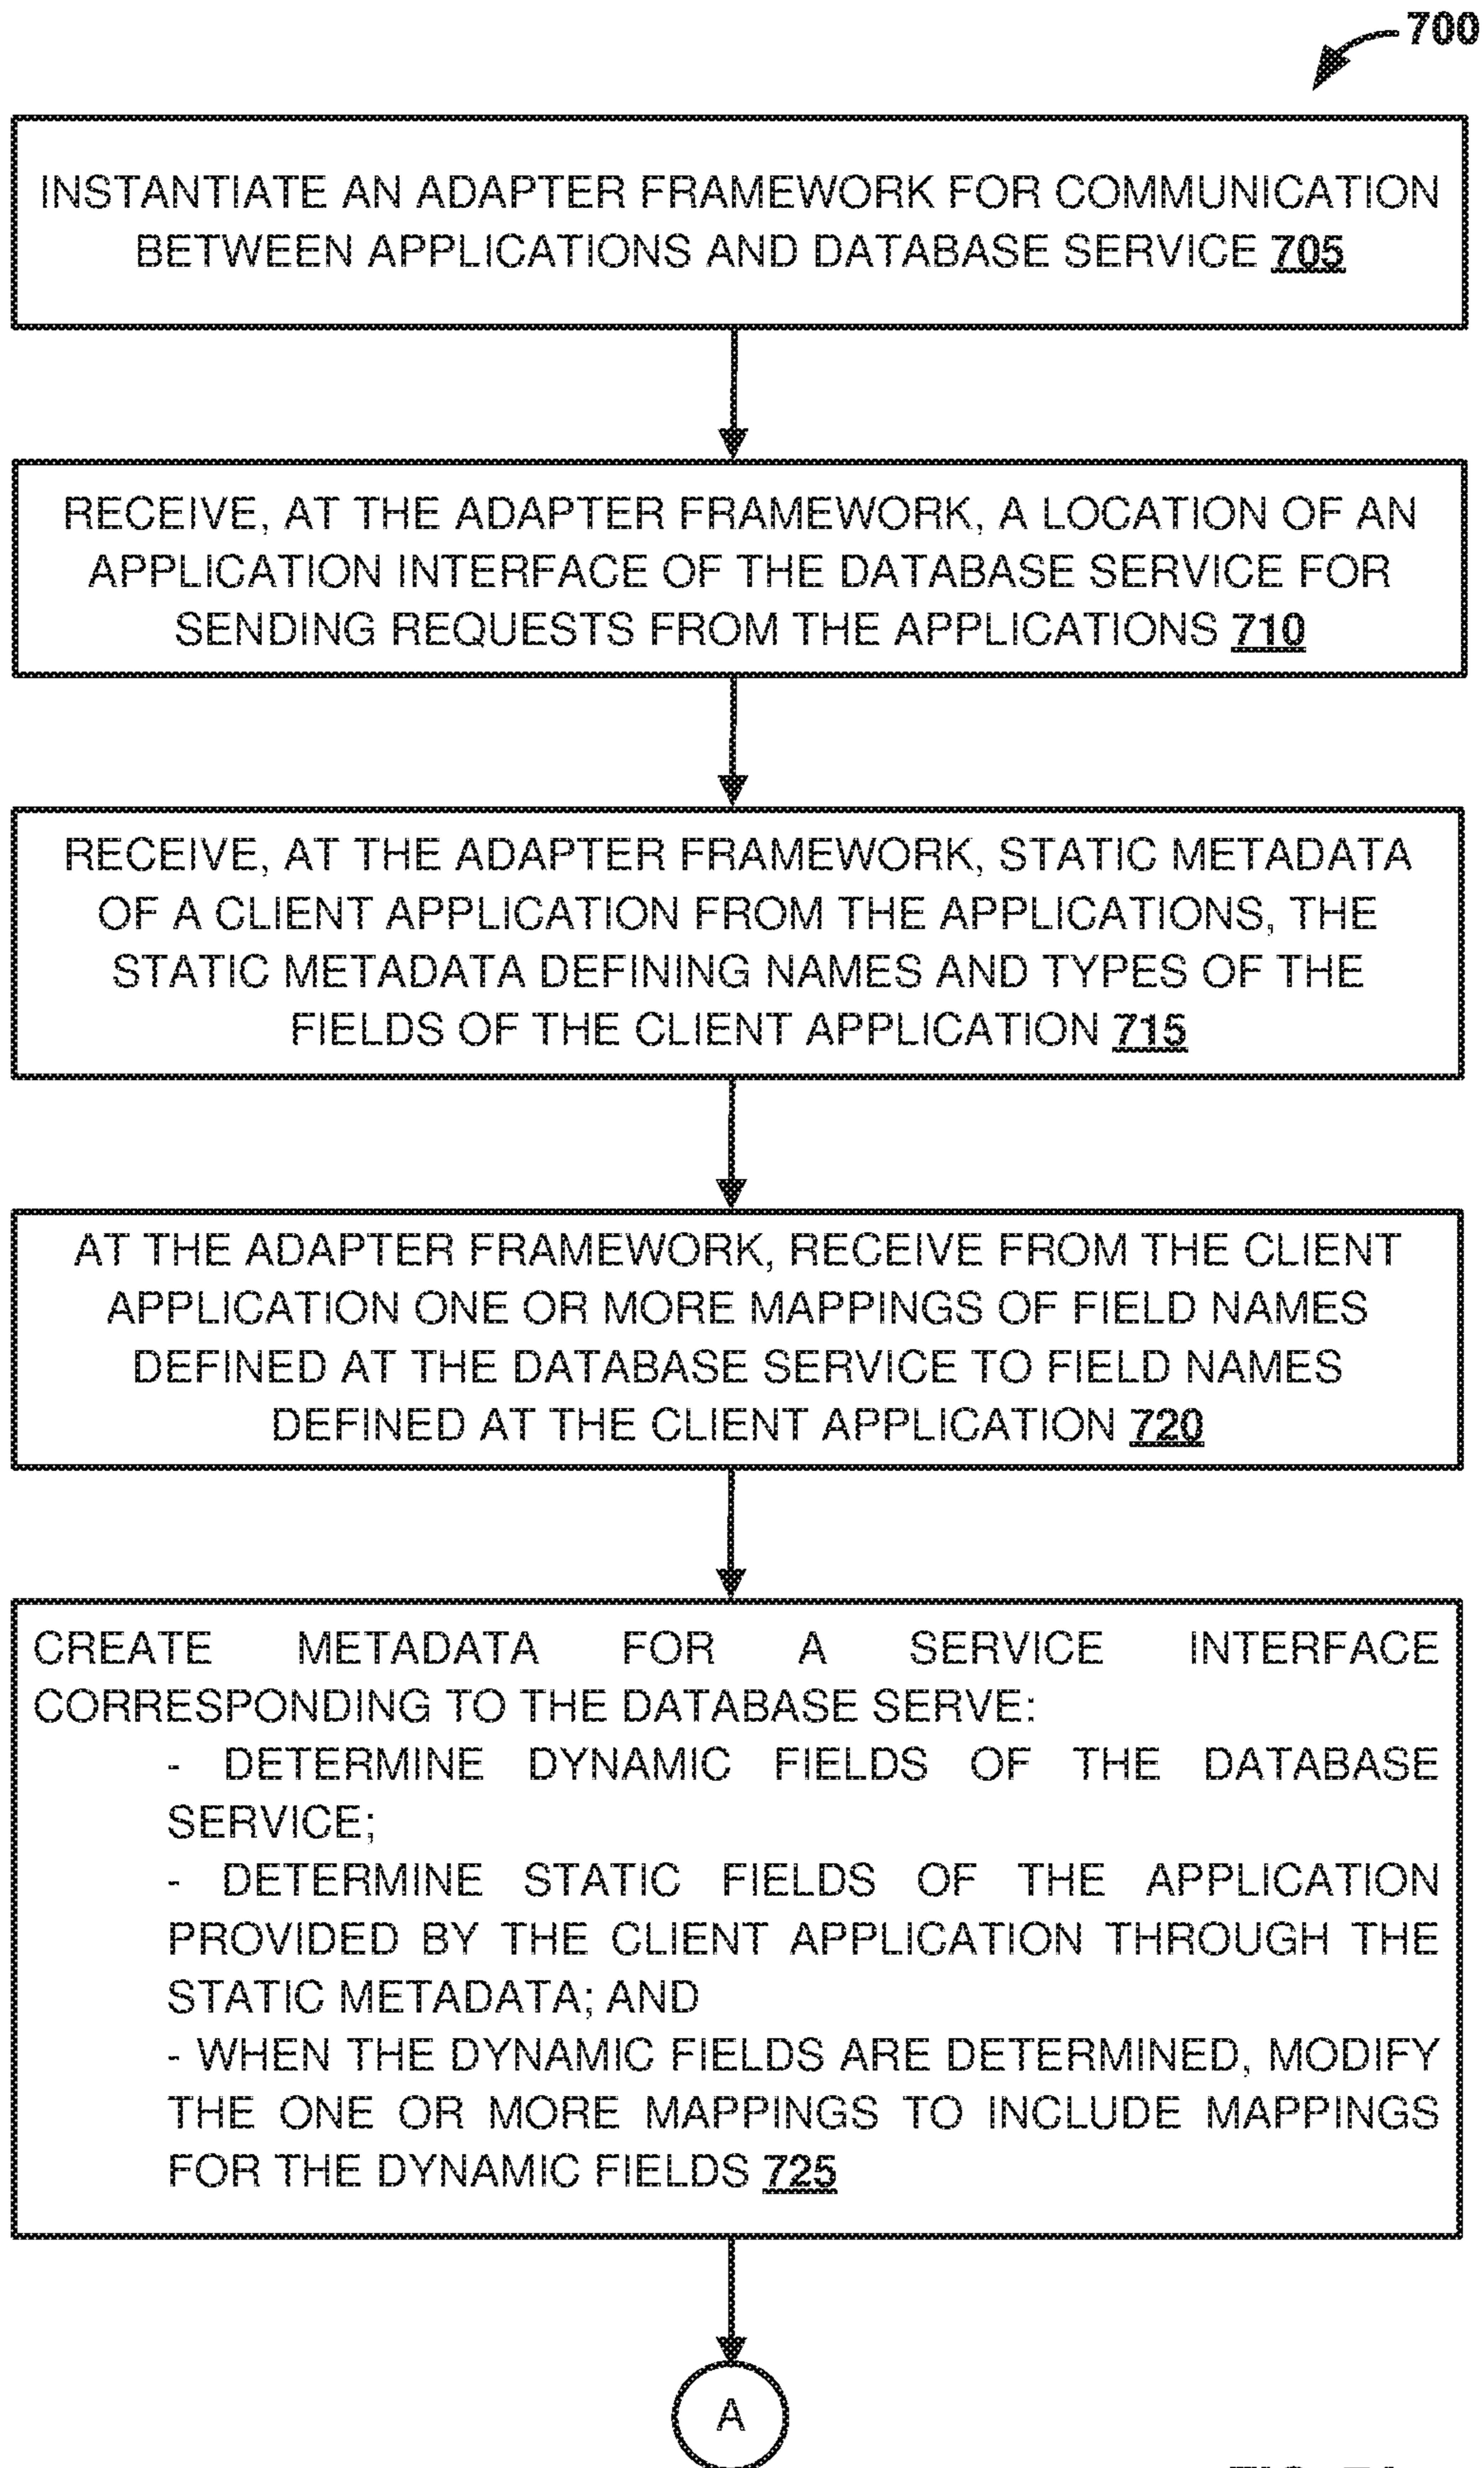 700
INSTANTIATE AN ADAPTER FRAMEWORK FOR COMMUNICATION
BETWEEN APPLICATIONS AND DATABASE SERVICE 705
RECEIVE, AT THE ADAPTER FRAMEWORK, A LOCATION OF AN
APPLICATION INTERFACE OF THE DATABASE SERVICE FOR
SENDING REQUESTS FROM THE APPLICATIONS 710
RECEIVE, AT THE ADAPTER FRAMEWORK, STATIC METADATA
OF A CLIENT APPLICATION FROM THE APPLICATIONS, THE
STATIC METADATA DEFINING NAMES AND TYPES OF THE
FIELDS OF THE CLIENT APPLICATION 715
AT THE ADAPTER FRAMEWORK, RECEIVE FROM THE CLIENT
APPLICATION ONE OR MORE MAPPINGS OF FIELD NAMES
DEFINED AT THE DATABASE SERVICE TO FIELD NAMES
DEFINED AT THE CLIENT APPLICATION 720
CREATE METADATA FOR A SERVICE INTERFACE
CORRESPONDING TO THE DATABASE SERVE:
- DETERMINE DYNAMIC FIELDS OF THE DATABASE
SERVICE;
- DETERMINE STATIC FIELDS OF THE APPLICATION
PROVIDED BY THE CLIENT APPLICATION THROUGH THE
STATIC METADATA; AND
- WHEN THE DYNAMIC FIELDS ARE DETERMINED, MODIFY
THE ONE OR MORE MAPPINGS TO INCLUDE MAPPINGS
FOR THE DYNAMIC FIELDS 725
A